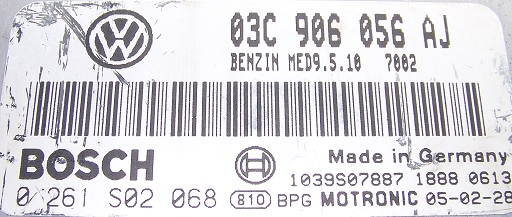 03C 906 056 AJ
BENZIN MED9.5.10 7002
BOSCH
Made in Germany
1039S07887 1888 0613
0 261 S02 068 810 BPG MOTRONIC 05-02-28